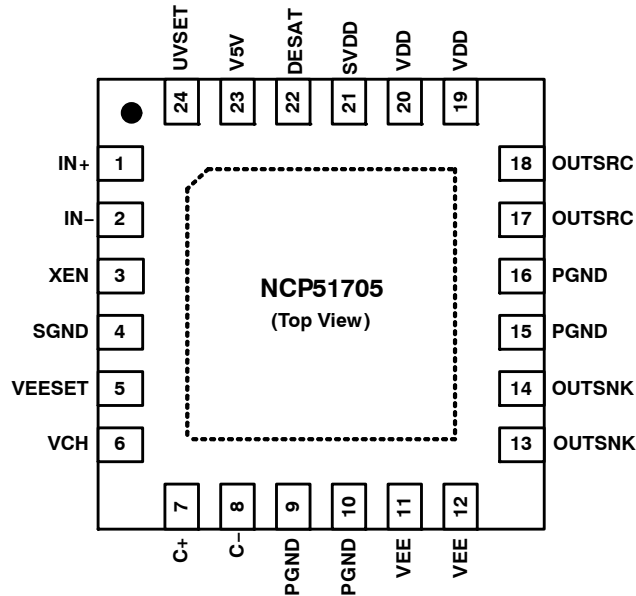 UVSET V5V DESAT SVDD VDD VDD
24 23 22 21 20 19
IN+ 1 18 OUTSRC
IN− 2 17 OUTSRC
XEN 3 16 PGND
NCP51705
(Top View)
SGND 4 15 PGND
VEESET 5 14 OUTSNK
VCH 6 13 OUTSNK
7 8 9 10 11 12
C+ C− PGND PGND VEE VEE